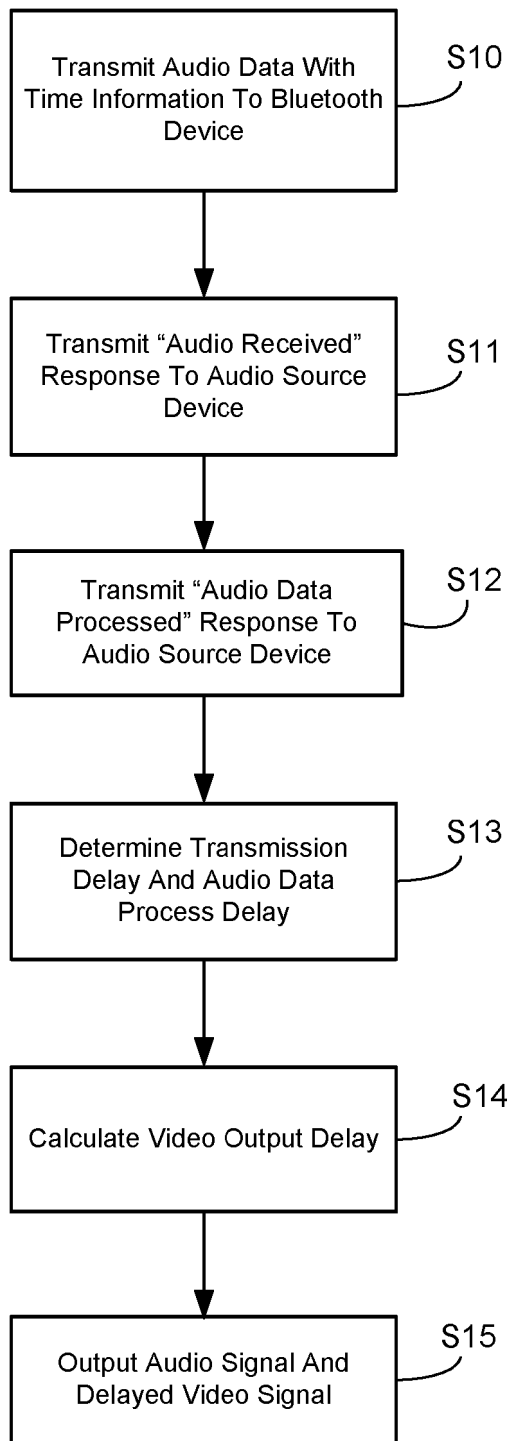 Transmit Audio Data With
Time Information To Bluetooth
Device
S10
Transmit “Audio Received”
Response To Audio Source
Device
S11
Transmit “Audio Data
Processed” Response To
Audio Source Device
S12
Determine Transmission
Delay And Audio Data
Process Delay
S13
Calculate Video Output Delay
S14
Output Audio Signal And
Delayed Video Signal
S15